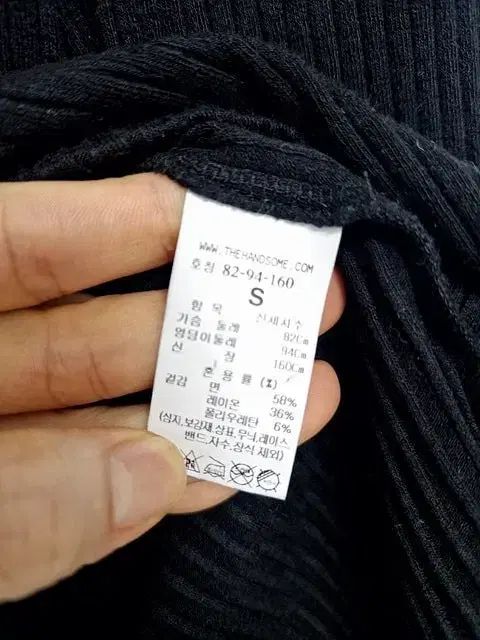 WWW.THEHANDSOME.COM
호칭 82-94-160
S
항 목 신체치수
가슴 둘레 82Cm
엉덩이둘레 94Cm
신 장 160Cm
혼 용 률 (%)
겉감 면 58%
레이온 36%
폴리우레탄 6%
(심지,보강재,상표,무늬,레이스
밴드,자수,장식 제외)